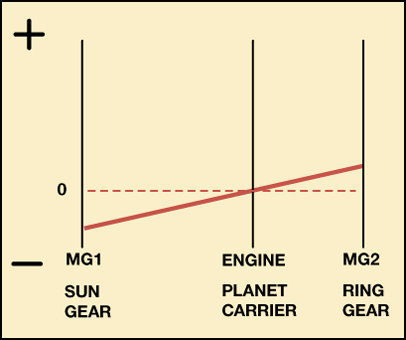 +
0
−
MG1 ENGINE MG2
SUN PLANET RING
GEAR CARRIER GEAR